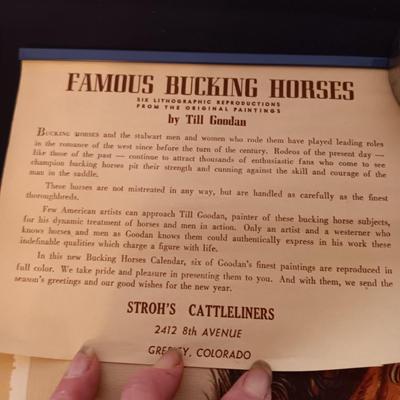 FAMOUS BUCKING HORSES
SIX LITHOGRAPHIC REPRODUCTIONS
FROM THE ORIGINAL PAINTINGS
by Till Goodan
BUCKING HORSES and the stalwart men and women who rode them have played leading roles
in the romance of the west since before the turn of the century. Rodeos of the present day —
like those of the past — continue to attract thousands of enthusiastic fans who come to see
champion bucking horses pit their strength and cunning against the skill and courage of the
man in the saddle.
These horses are not mistreated in any way, but are handled as carefully as the finest
thoroughbreds.
Few American artists can approach Till Goodan, painter of these bucking horse subjects,
for his dynamic treatment of horses and men in action. Only an artist and a westerner who
knows horses and men as Goodan knows them could authentically express in his work these
indefinable qualities which charge a figure with life.
In this new Bucking Horses Calendar, six of Goodan's finest paintings are reproduced in
full color. We take pride and pleasure in presenting them to you. And with them, we send the
season's greetings and our good wishes for the new year.
STROH'S CATTLELINERS
2412 8th AVENUE
GREELEY, COLORADO